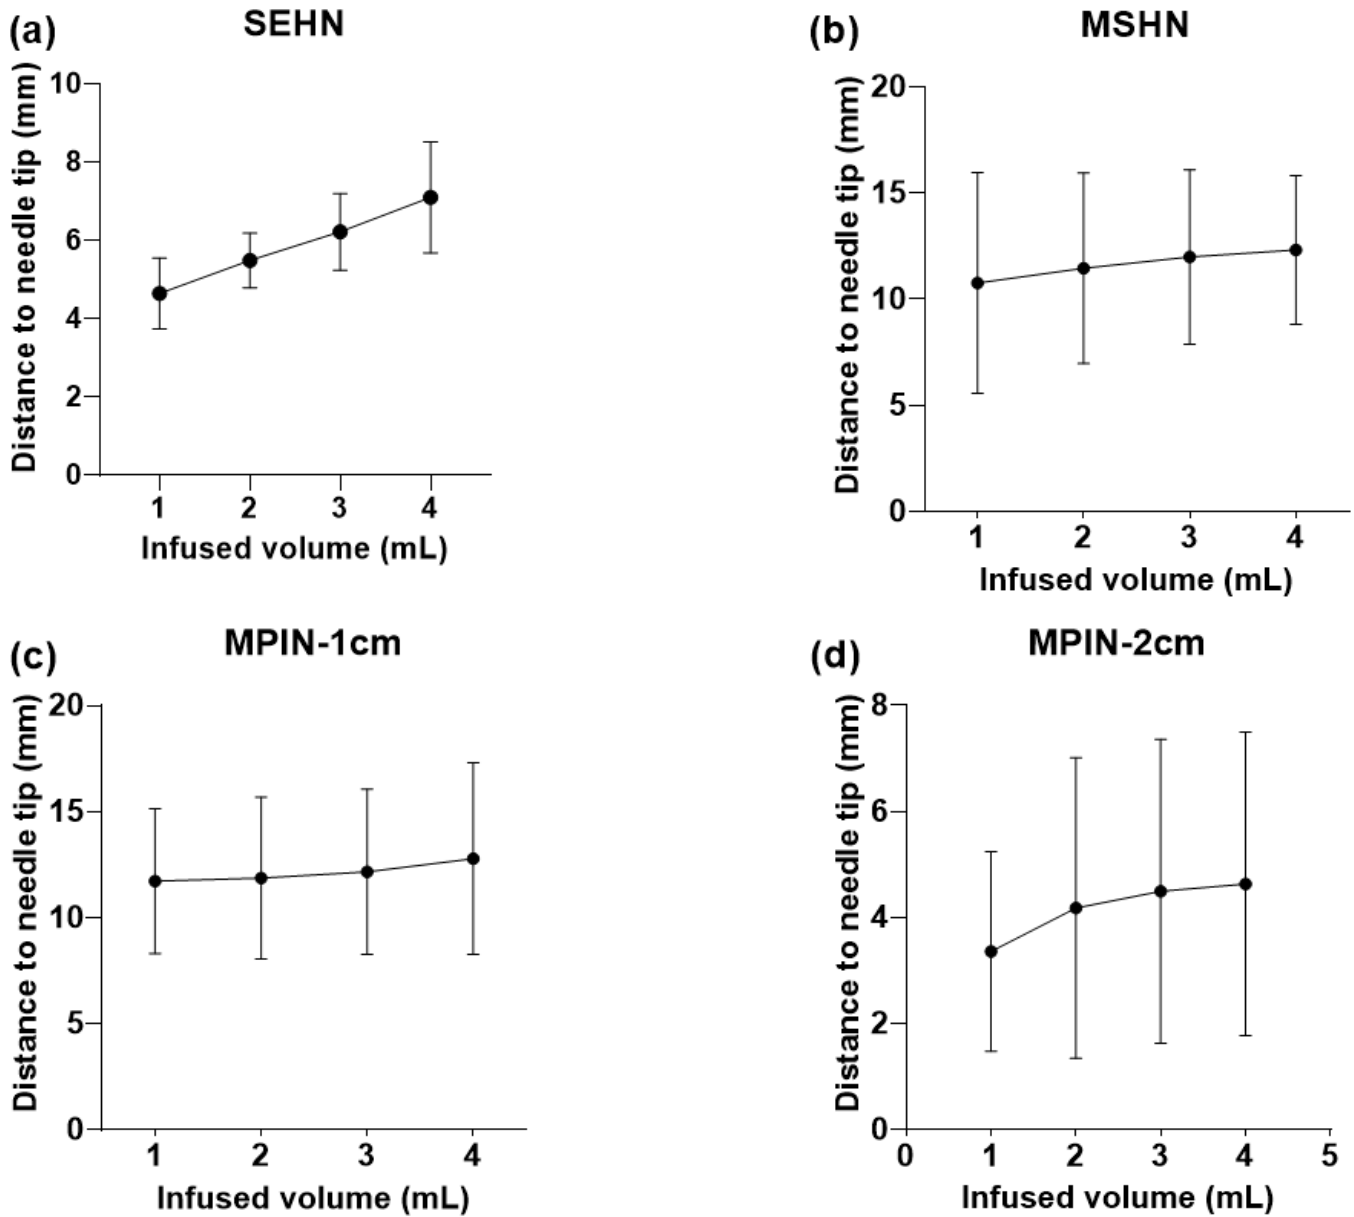 (a)
SEHN
Distance to needle tip (mm)
10
8
6
4
2
0
1 2 3 4
Infused volume (mL)
(b)
MSHN
Distance to needle tip (mm)
20
15
10
5
0
1 2 3 4
Infused volume (mL)
(c)
MPIN-1cm
Distance to needle tip (mm)
20
15
10
5
0
1 2 3 4
Infused volume (mL)
(d)
MPIN-2cm
Distance to needle tip (mm)
8
6
4
2
0
0 1 2 3 4 5
Infused volume (mL)